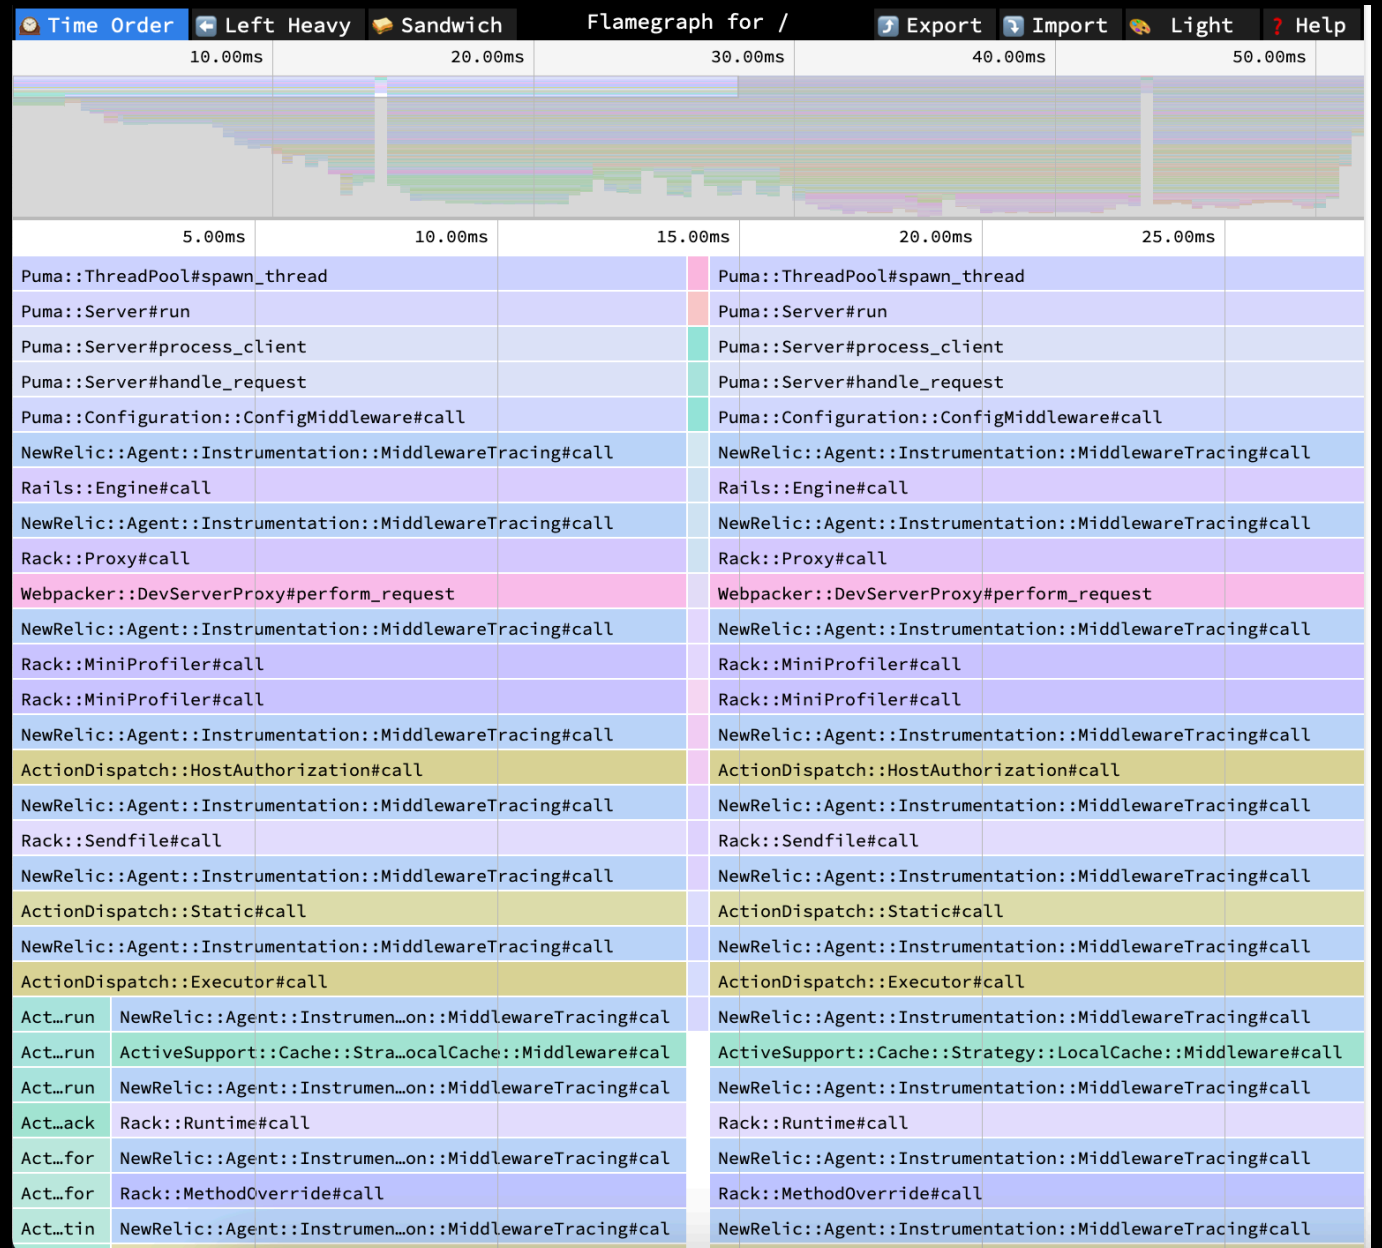 Time Order Left Heavy Sandwich Flamegraph for / Export Import Light Help
10.00ms 20.00ms 30.00ms 40.00ms 50.00ms
5.00ms 10.00ms 15.00ms 20.00ms 25.00ms
Puma::ThreadPool#spawn_thread Puma::ThreadPool#spawn_thread
Puma::Server#run Puma::Server#run
Puma::Server#process_client Puma::Server#process_client
Puma::Server#handle_request Puma::Server#handle_request
Puma::Configuration::ConfigMiddleware#call Puma::Configuration::ConfigMiddleware#call
NewRelic::Agent::Instrumentation::MiddlewareTracing#call NewRelic::Agent::Instrumentation::MiddlewareTracing#call
Rails::Engine#call Rails::Engine#call
NewRelic::Agent::Instrumentation::MiddlewareTracing#call NewRelic::Agent::Instrumentation::MiddlewareTracing#call
Rack::Proxy#call Rack::Proxy#call
Webpacker::DevServerProxy#perform_request Webpacker::DevServerProxy#perform_request
NewRelic::Agent::Instrumentation::MiddlewareTracing#call NewRelic::Agent::Instrumentation::MiddlewareTracing#call
Rack::MiniProfiler#call Rack::MiniProfiler#call
Rack::MiniProfiler#call Rack::MiniProfiler#call
NewRelic::Agent::Instrumentation::MiddlewareTracing#call NewRelic::Agent::Instrumentation::MiddlewareTracing#call
ActionDispatch::HostAuthorization#call ActionDispatch::HostAuthorization#call
NewRelic::Agent::Instrumentation::MiddlewareTracing#call NewRelic::Agent::Instrumentation::MiddlewareTracing#call
Rack::Sendfile#call Rack::Sendfile#call
NewRelic::Agent::Instrumentation::MiddlewareTracing#call NewRelic::Agent::Instrumentation::MiddlewareTracing#call
ActionDispatch::Static#call ActionDispatch::Static#call
NewRelic::Agent::Instrumentation::MiddlewareTracing#call NewRelic::Agent::Instrumentation::MiddlewareTracing#call
ActionDispatch::Executor#call ActionDispatch::Executor#call
Act…run NewRelic::Agent::Instrumen…on::MiddlewareTracing#cal NewRelic::Agent::Instrumentation::MiddlewareTracing#call
Act…run ActiveSupport::Cache::Stra…ocalCache::Middleware#cal ActiveSupport::Cache::Strategy::LocalCache::Middleware#call
Act…run NewRelic::Agent::Instrumen…on::MiddlewareTracing#cal NewRelic::Agent::Instrumentation::MiddlewareTracing#call
Act…ack Rack::Runtime#call Rack::Runtime#call
Act…for NewRelic::Agent::Instrumen…on::MiddlewareTracing#cal NewRelic::Agent::Instrumentation::MiddlewareTracing#call
Act…for Rack::MethodOverride#call Rack::MethodOverride#call
Act…tin NewRelic::Agent::Instrumen…on::MiddlewareTracing#cal NewRelic::Agent::Instrumentation::MiddlewareTracing#call